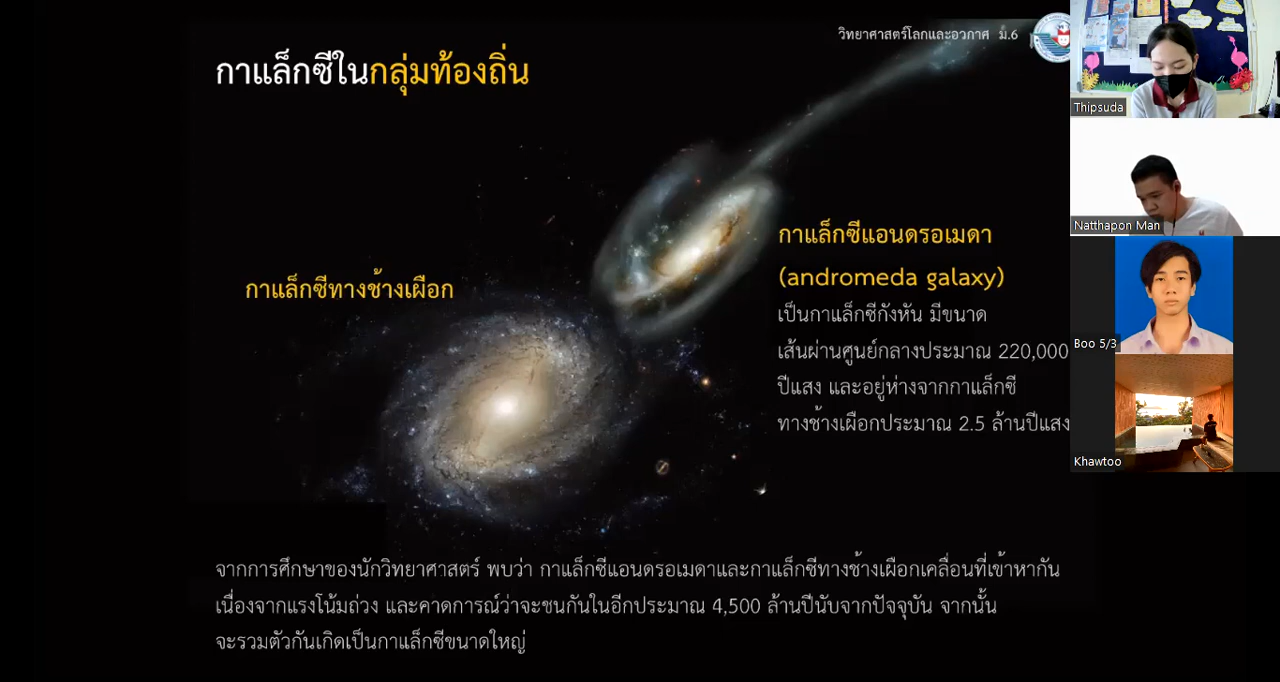 วิทยาศาสตร์โลกและอวกาศ ม.6
กาแล็กซีในกลุ่มท้องถิ่น
กาแล็กซีทางช้างเผือก
กาแล็กซีแอนดรอเมดา
(andromeda galaxy)
เป็นกาแล็กซีกังหัน มีขนาด
เส้นผ่านศูนย์กลางประมาณ 220,000
ปีแสง และอยู่ห่างจากกาแล็กซี
ทางช้างเผือกประมาณ 2.5 ล้านปีแสง
จากการศึกษาของนักวิทยาศาสตร์ พบว่า กาแล็กซีแอนดรอเมดาและกาแล็กซีทางช้างเผือกเคลื่อนที่เข้าหากัน
เนื่องจากแรงโน้มถ่วง และคาดการณ์ว่าจะชนกันในอีกประมาณ 4,500 ล้านปีนับจากปัจจุบัน จากนั้น
จะรวมตัวกันเกิดเป็นกาแล็กซีขนาดใหญ่
Thipsuda
Natthapon Man
Boo 5/3
Khawtoo